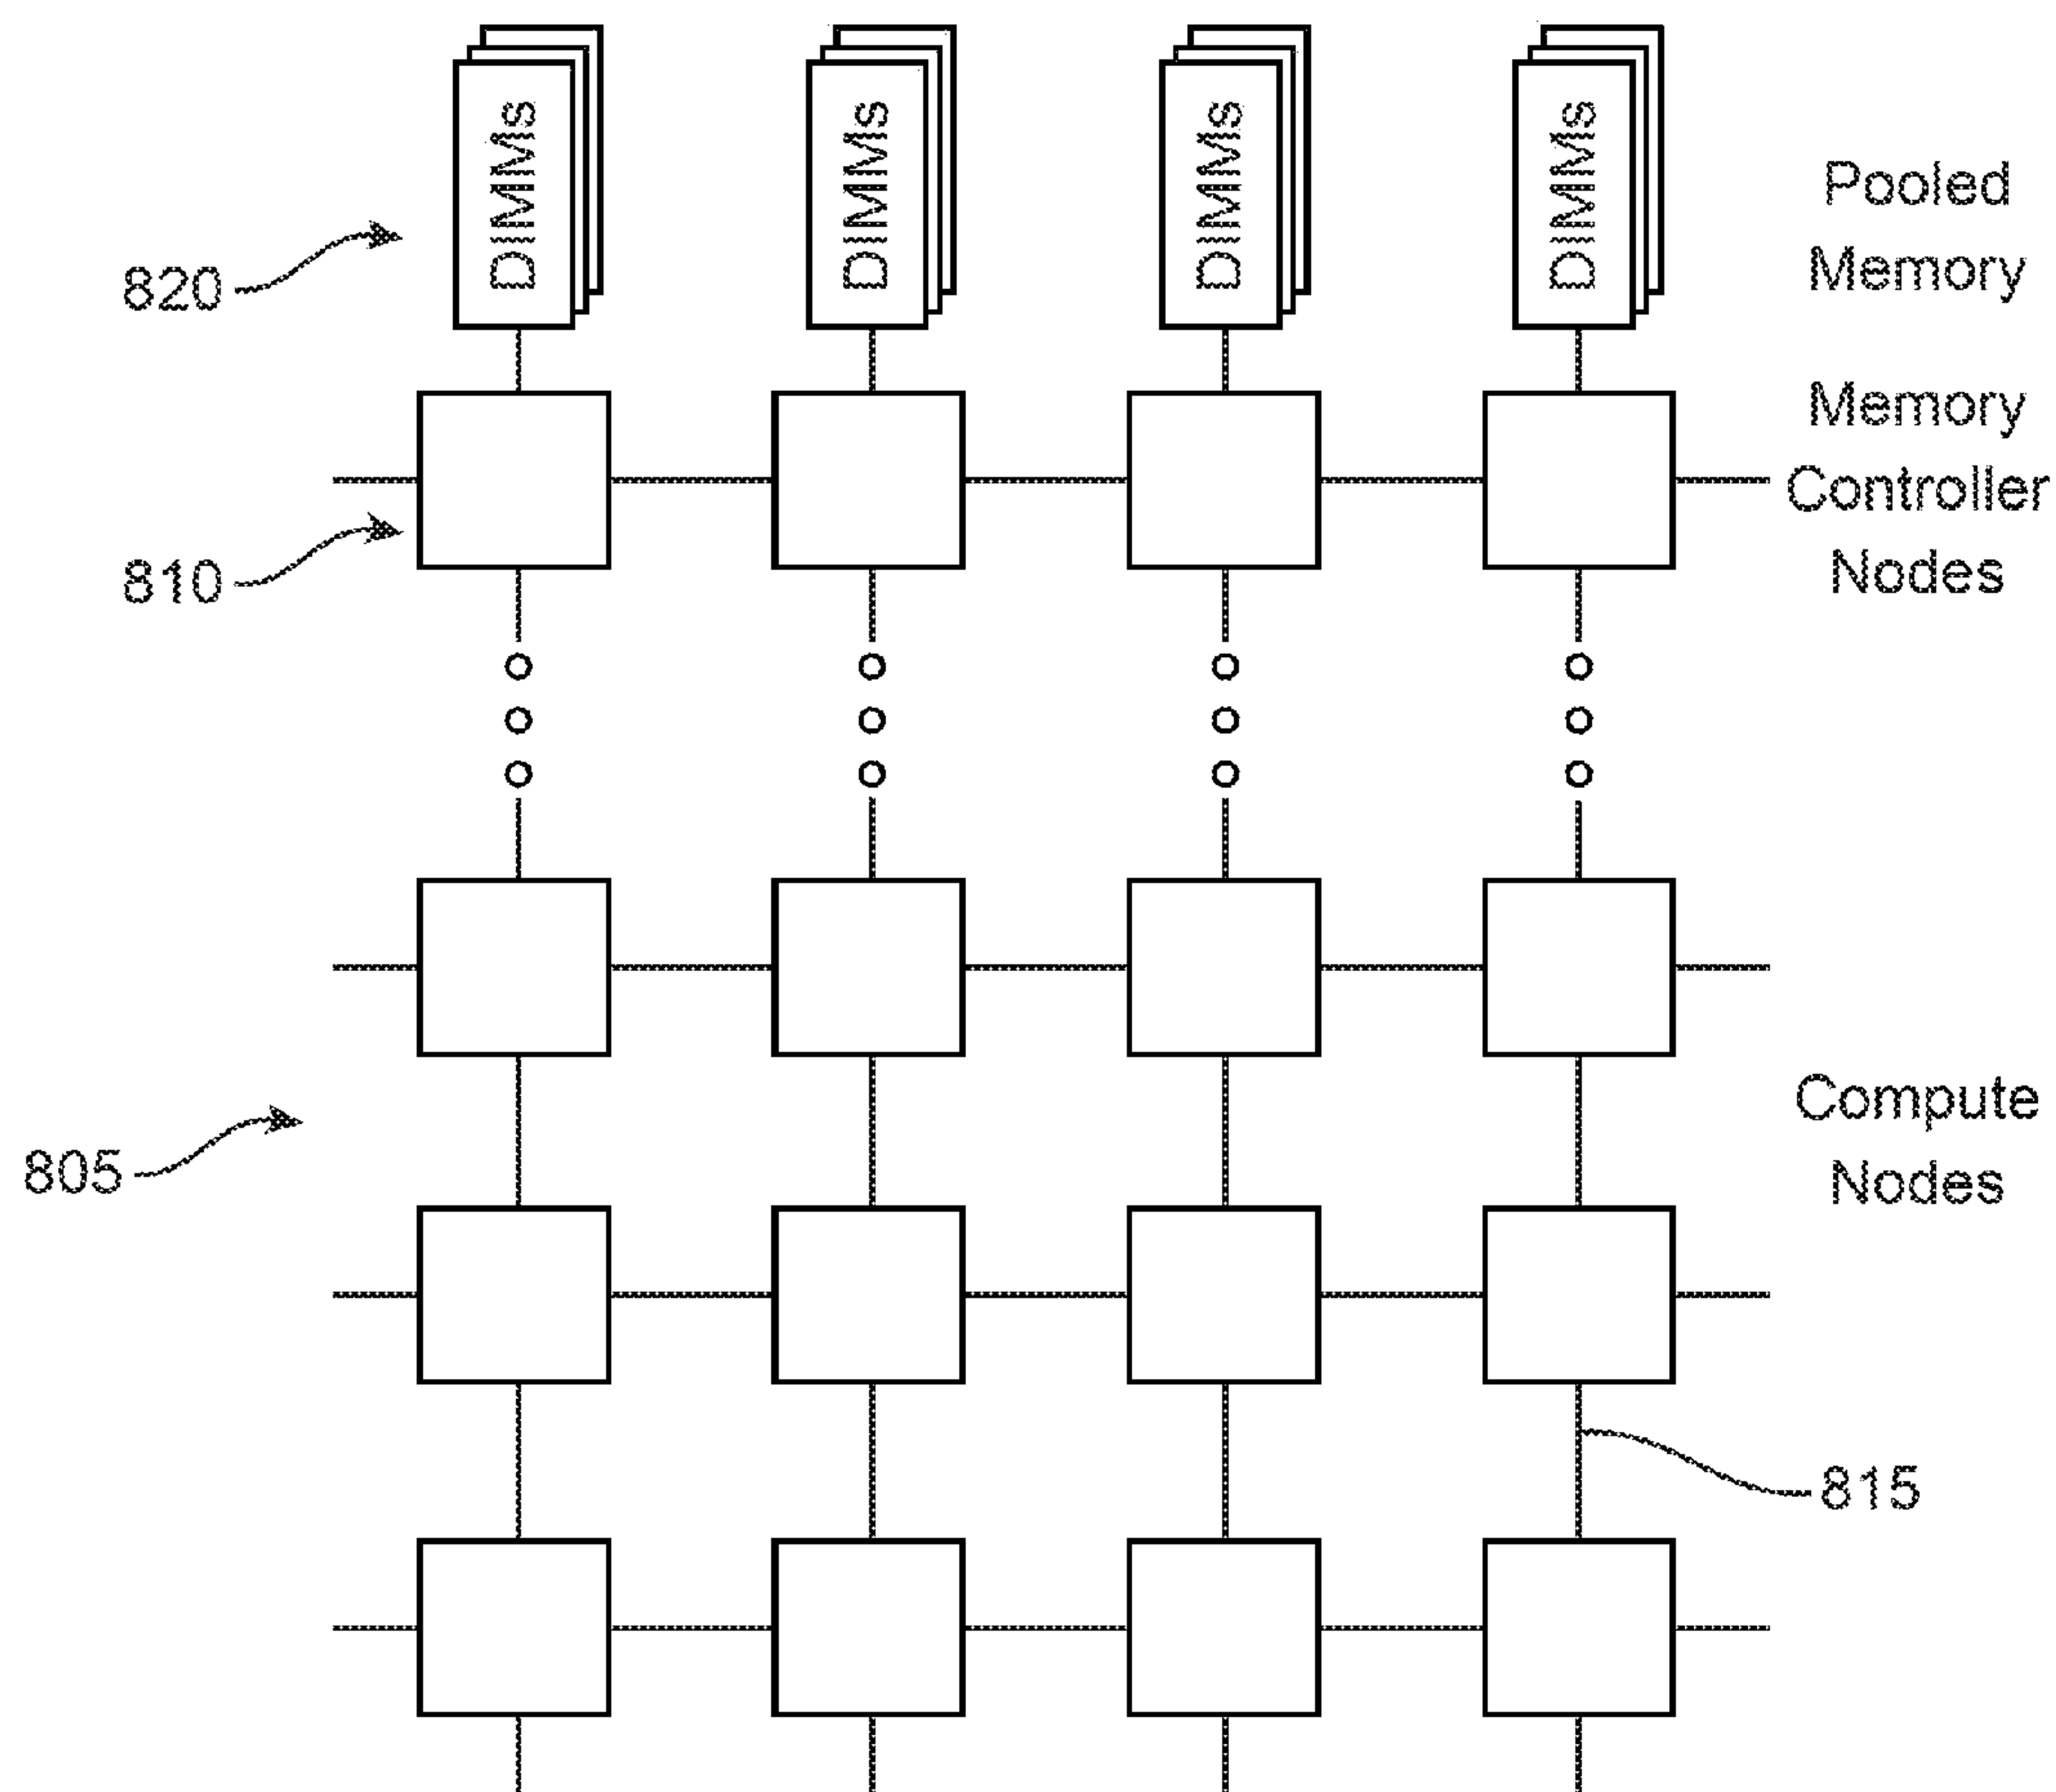 DIMMs
DIMMs
DIMMs
DIMMs
Pooled
Memory
820
Memory
Controller
Nodes
810
Compute
Nodes
805
815